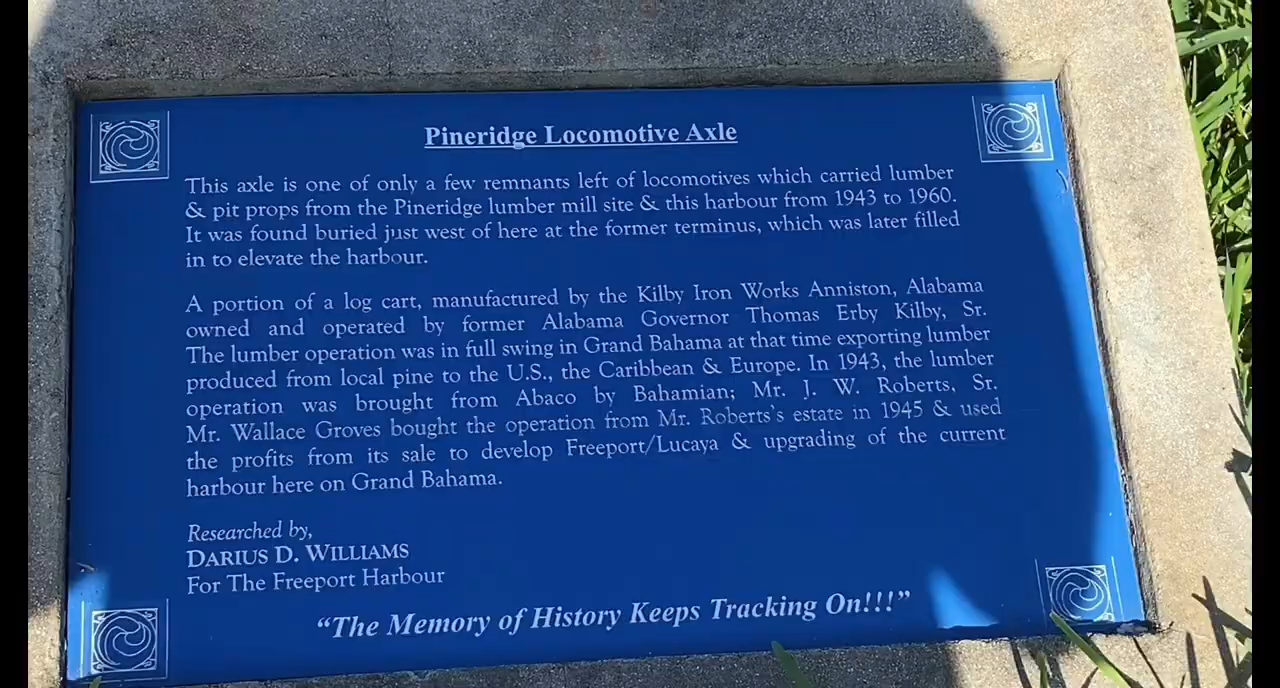 Pineridge Locomotive Axle
This axle is one of only a few remnants left of locomotives which carried lumber
& pit props from the Pineridge lumber mill site & this harbour from 1943 to 1960.
It was found buried just west of here at the former terminus, which was later filled
in to elevate the harbour.
A portion of a log cart, manufactured by the Kilby Iron Works Anniston, Alabama
owned and operated by former Alabama Governor Thomas Erby Kilby, Sr.
The lumber operation was in full swing in Grand Bahama at that time exporting lumber
produced from local pine to the U.S., the Caribbean & Europe. In 1943, the lumber
operation was brought from Abaco by Bahamian; Mr. J. W. Roberts, Sr.
Mr. Wallace Groves bought the operation from Mr. Roberts's estate in 1945 & used
the profits from its sale to develop Freeport/Lucaya & upgrading of the current
harbour here on Grand Bahama.
Researched by,
DARIUS D. WILLIAMS
For The Freeport Harbour
“The Memory of History Keeps Tracking On!!!”